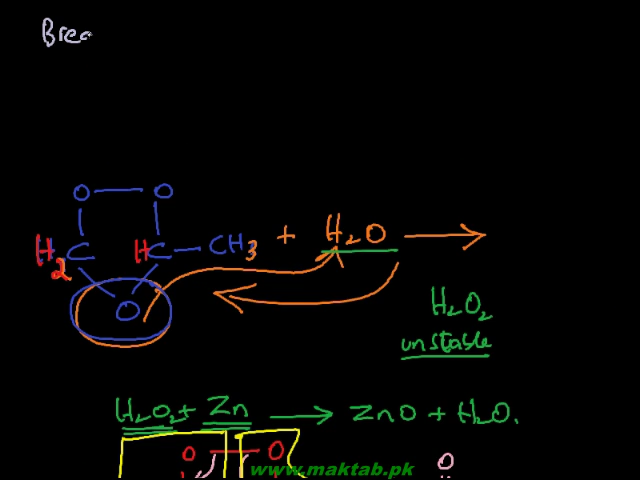 Brea
O — O
H2C HC — CH3 + H2O →
O
H2O2
unstable
H2O2 + Zn → ZnO + H2O.
O — O
O
www.maktab.pk